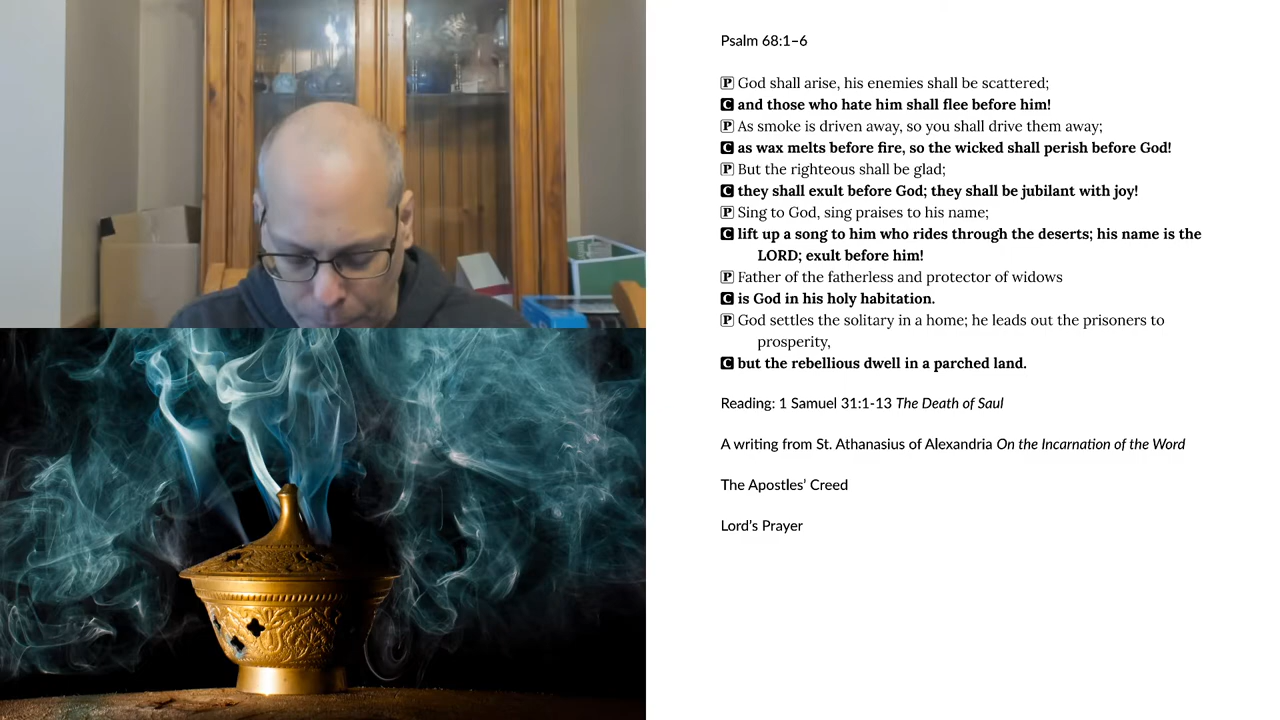 Psalm 68:1–6
P God shall arise, his enemies shall be scattered;
C and those who hate him shall flee before him!
P As smoke is driven away, so you shall drive them away;
C as wax melts before fire, so the wicked shall perish before God!
P But the righteous shall be glad;
C they shall exult before God; they shall be jubilant with joy!
P Sing to God, sing praises to his name;
C lift up a song to him who rides through the deserts; his name is the
LORD; exult before him!
P Father of the fatherless and protector of widows
C is God in his holy habitation.
P God settles the solitary in a home; he leads out the prisoners to
prosperity,
C but the rebellious dwell in a parched land.
Reading: 1 Samuel 31:1-13 The Death of Saul
A writing from St. Athanasius of Alexandria On the Incarnation of the Word
The Apostles’ Creed
Lord’s Prayer